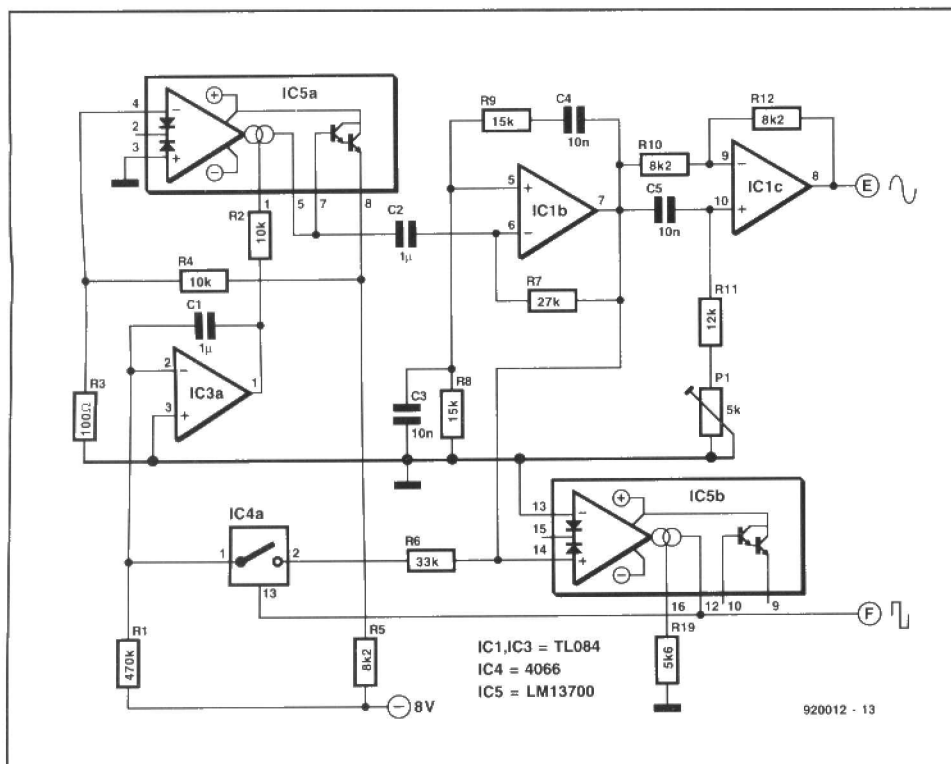 IC5a
4
2
3
+
−
−
+
1
5
7
8
R2
10k
C2
1µ
R4
10k
C1
1µ
2
−
3
+
IC3a
1
R3
100Ω
R9
15k
C4
10n
5
+
6
−
IC1b
7
R7
27k
R10
8k2
C5
10n
R12
8k2
9
−
10
+
IC1c
8
E
R11
12k
P1
5k
C3
10n
R8
15k
IC4a
1
2
13
R6
33k
IC5b
13
−
15
14
+
+
−
16
12
10
9
F
R1
470k
R5
8k2
− 8V
R19
5k6
IC1,IC3 = TL084
IC4 = 4066
IC5 = LM13700
920012 - 13